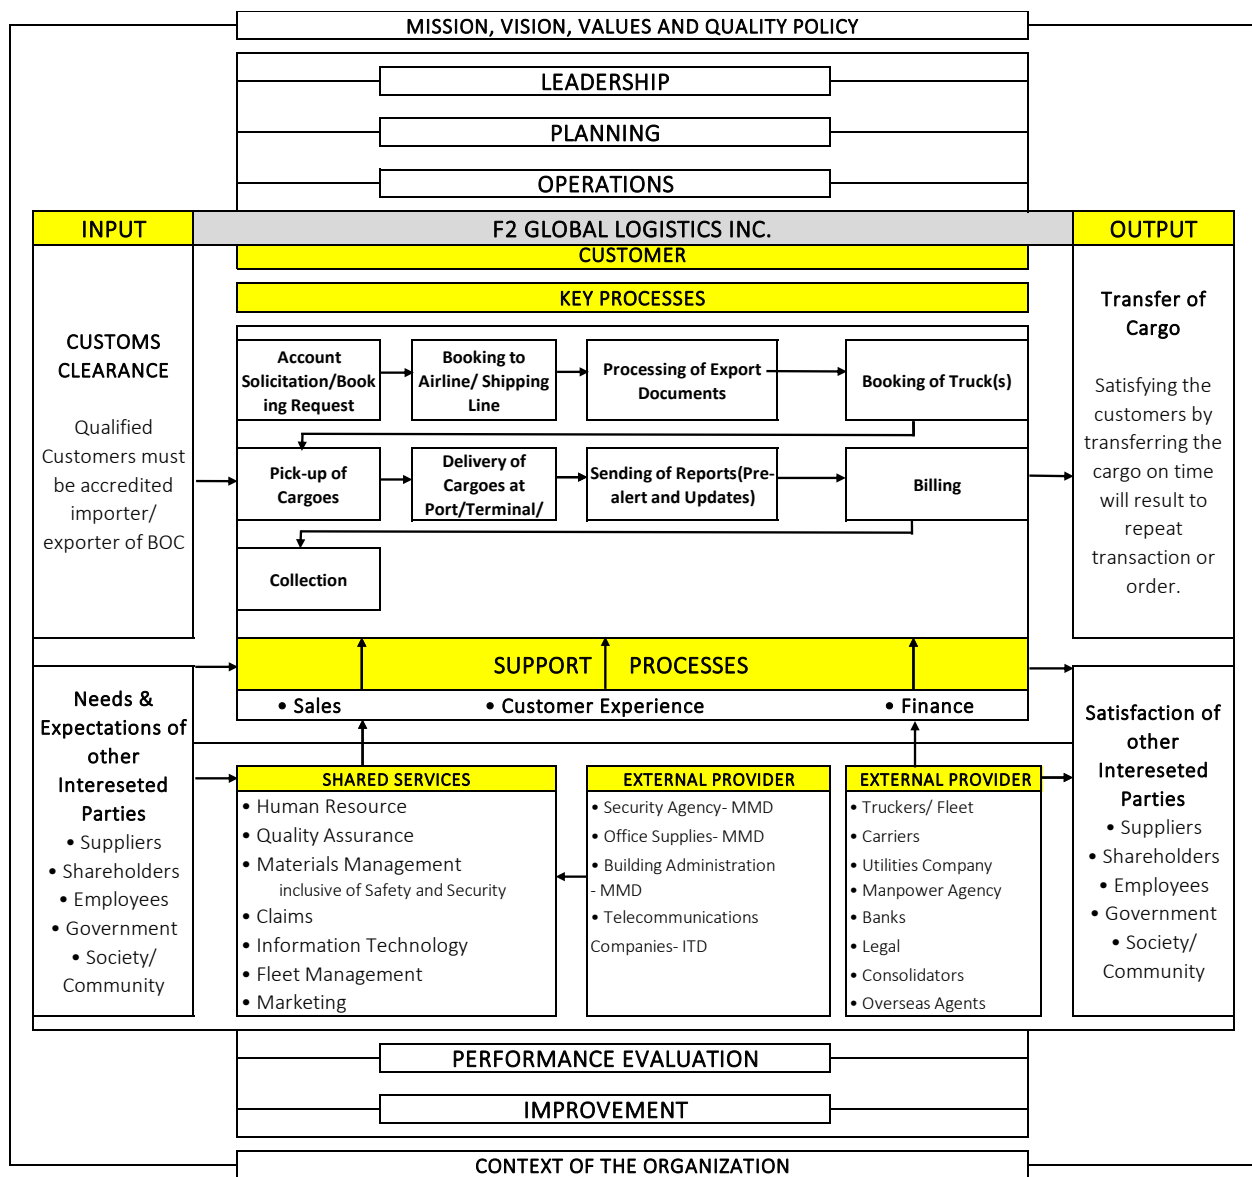 MISSION, VISION, VALUES AND QUALITY POLICY
LEADERSHIP
PLANNING
OPERATIONS
INPUT
F2 GLOBAL LOGISTICS INC.
OUTPUT
CUSTOMER
KEY PROCESSES
CUSTOMS
CLEARANCE
Qualified
Customers must
be accredited
importer/
exporter of BOC
Account
Solicitation/Book
ing Request
Booking to
Airline/ Shipping
Line
Processing of Export
Documents
Booking of Truck(s)
Pick-up of
Cargoes
Delivery of
Cargoes at
Port/Terminal/
Sending of Reports(Pre-
alert and Updates)
Billing
Collection
Transfer of
Cargo
Satisfying the
customers by
transferring the
cargo on time
will result to
repeat
transaction or
order.
SUPPORT PROCESSES
• Sales
• Customer Experience
• Finance
Needs &
Expectations of
other
Intereseted
Parties
• Suppliers
• Shareholders
• Employees
• Government
• Society/
Community
SHARED SERVICES
• Human Resource
• Quality Assurance
• Materials Management
inclusive of Safety and Security
• Claims
• Information Technology
• Fleet Management
• Marketing
EXTERNAL PROVIDER
• Security Agency- MMD
• Office Supplies- MMD
• Building Administration
- MMD
• Telecommunications
Companies- ITD
EXTERNAL PROVIDER
• Truckers/ Fleet
• Carriers
• Utilities Company
• Manpower Agency
• Banks
• Legal
• Consolidators
• Overseas Agents
Satisfaction of
other
Intereseted
Parties
• Suppliers
• Shareholders
• Employees
• Government
• Society/
Community
PERFORMANCE EVALUATION
IMPROVEMENT
CONTEXT OF THE ORGANIZATION